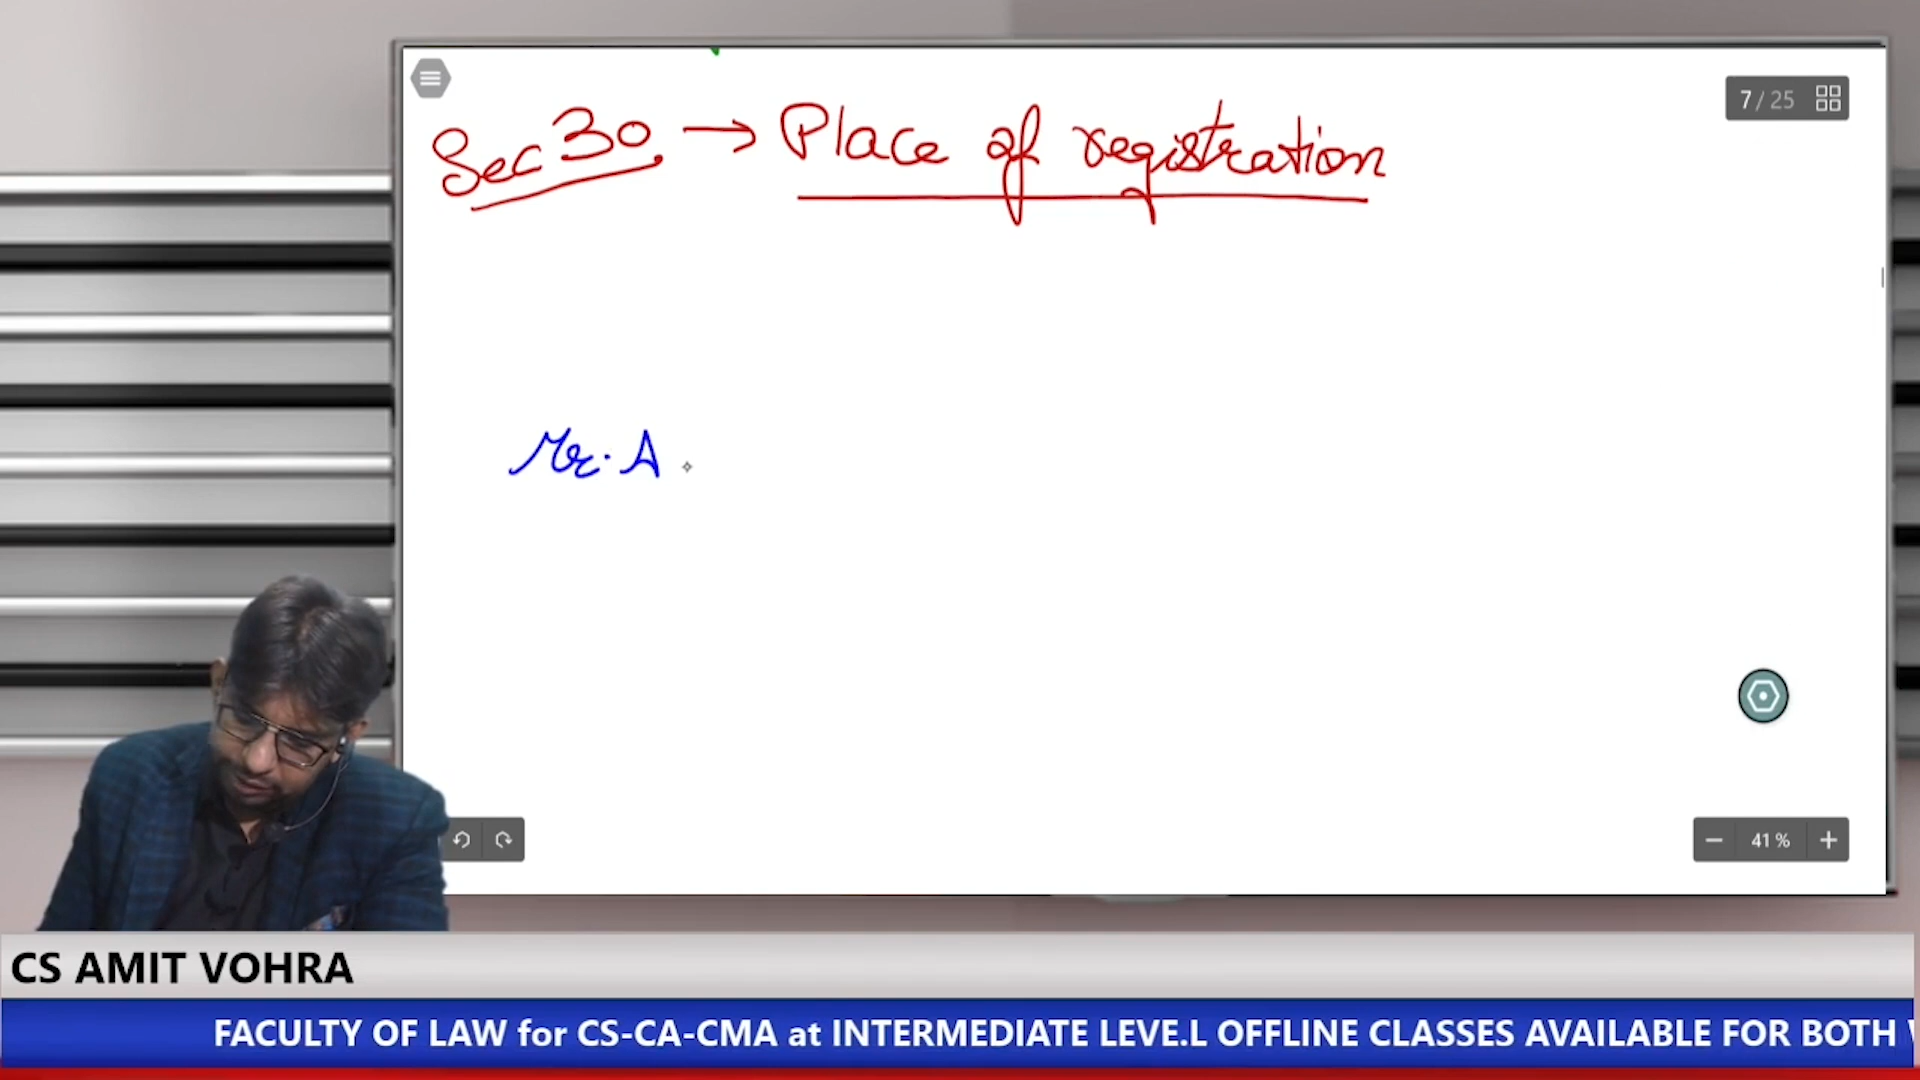 7 / 25
Sec 30 → Place of registration
Mr. A
41 %
CS AMIT VOHRA
FACULTY OF LAW for CS-CA-CMA at INTERMEDIATE LEVE.L OFFLINE CLASSES AVAILABLE FOR BOTH